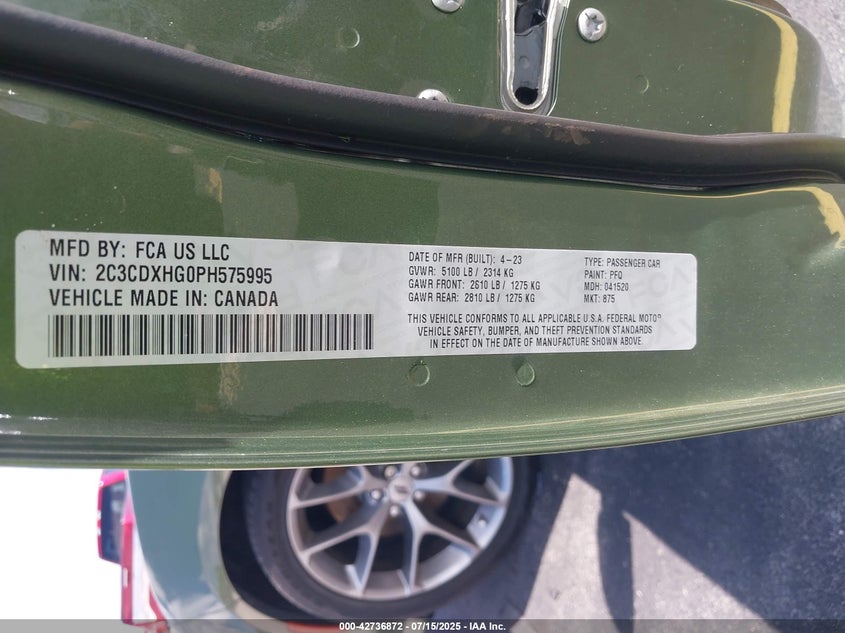 MFD BY: FCA US LLC
VIN: 2C3CDXHG0PH575995
VEHICLE MADE IN: CANADA
DATE OF MFR (BUILT): 4-23
GVWR: 5100 LB / 2314 KG
GAWR FRONT: 2610 LB / 1275 KG
GAWR REAR: 2810 LB / 1275 KG
TYPE: PASSENGER CAR
PAINT: PFQ
MDH: 041520
MKT: 875
THIS VEHICLE CONFORMS TO ALL APPLICABLE U.S.A. FEDERAL MOTOR
VEHICLE SAFETY, BUMPER, AND THEFT PREVENTION STANDARDS
IN EFFECT ON THE DATE OF MANUFACTURE SHOWN ABOVE.
000-42736872 / 07/15/2025 - IAA Inc.